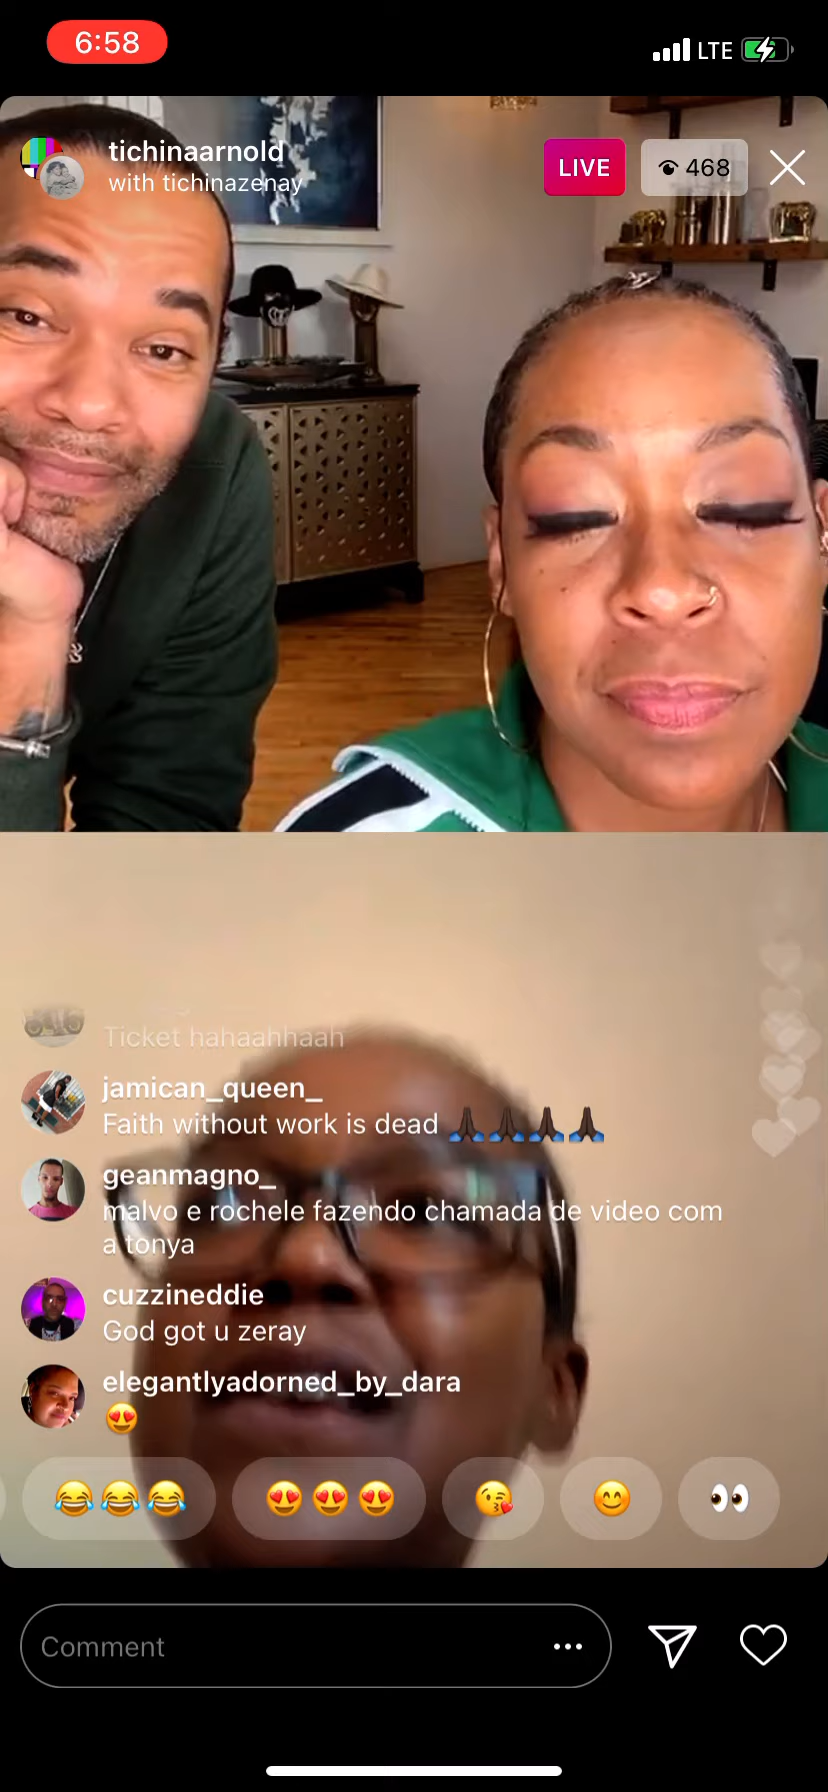 6:58
LTE
tichinaarnold
with tichinazenay
LIVE
468
Ticket hahaahhaah
jamican_queen_
Faith without work is dead 🙏🏿🙏🏿🙏🏿🙏🏿
geanmagno_
malvo e rochele fazendo chamada de video com
a tonya
cuzzineddie
God got u zeray
elegantlyadorned_by_dara
😍
😂😂😂 😍😍😍 😘 😊 👀
Comment